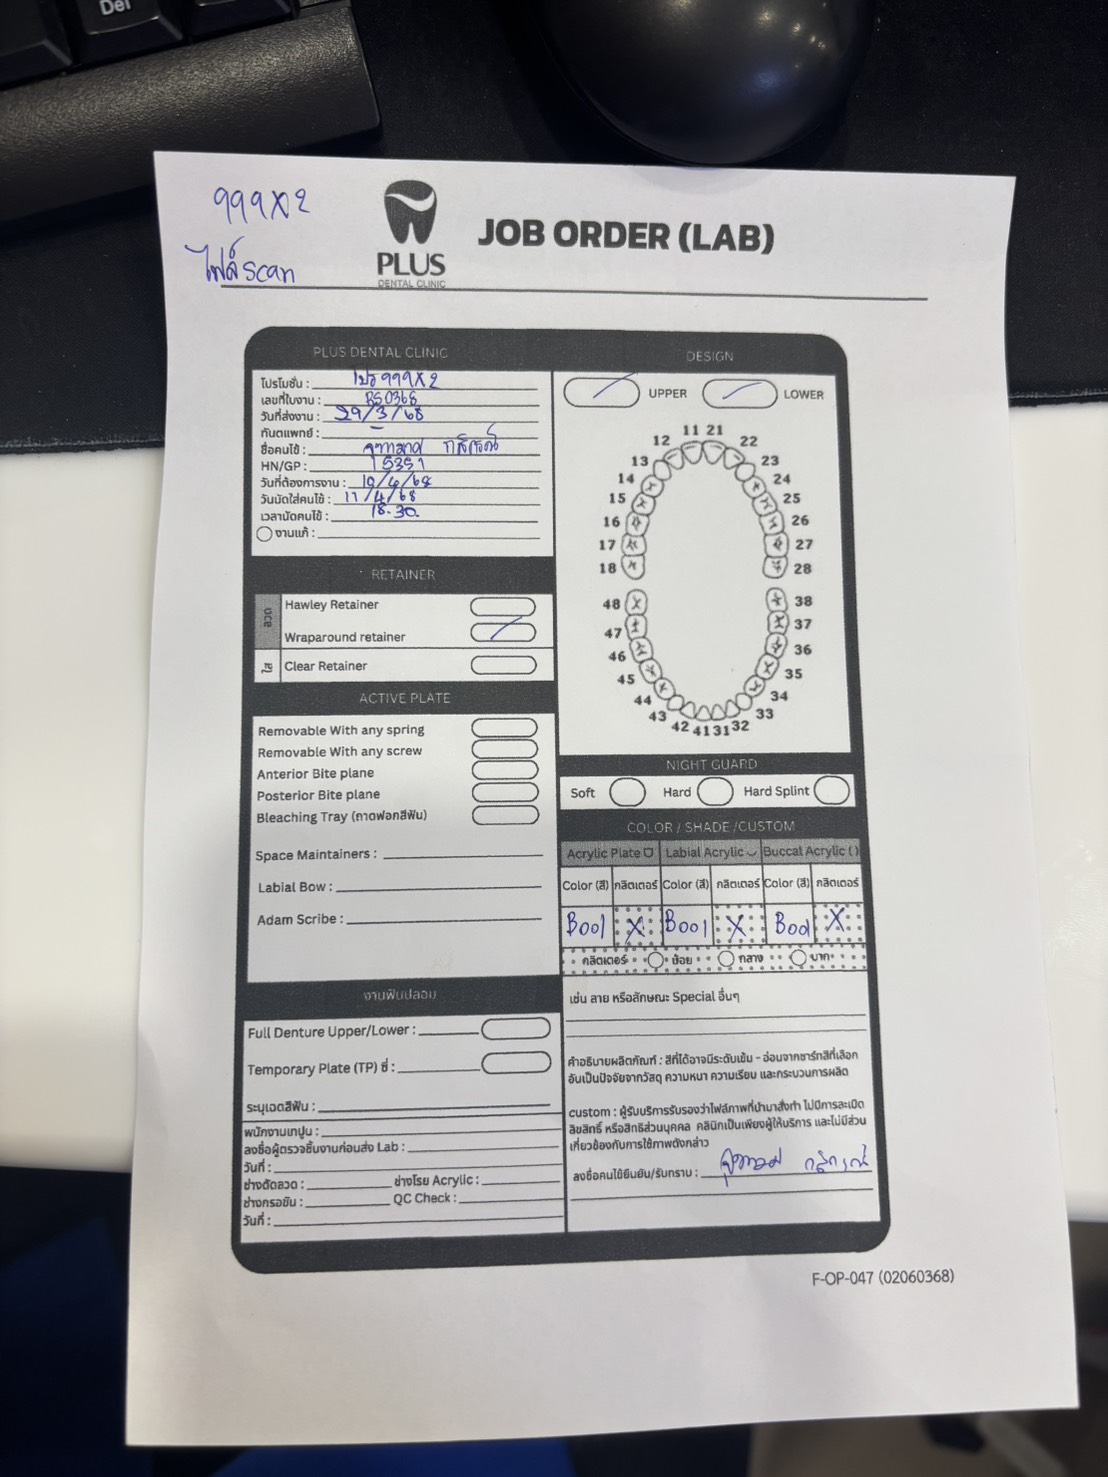 Del
999X2
ไฟล์ scan
PLUS
DENTAL CLINIC
JOB ORDER (LAB)
PLUS DENTAL CLINIC
โปรโมชั่น : โปร 999X2
เลขที่ใบงาน : RS0368
วันที่ส่งงาน : 29/3/68
ทันตแพทย์ : -
ชื่อคนไข้ :
HN/GP : 15351
วันที่ต้องการงาน : 10/4/68
วันนัดใส่คนไข้ : 11/4/68
เวลานัดคนไข้ : 18.30.
งานแก้ :
RETAINER
ลวด
Hawley Retainer
Wraparound retainer
ใส
Clear Retainer
ACTIVE PLATE
Removable With any spring
Removable With any screw
Anterior Bite plane
Posterior Bite plane
Bleaching Tray (ถาดฟอกสีฟัน)
Space Maintainers :
Labial Bow :
Adam Scribe :
งานฟันปลอม
Full Denture Upper/Lower :
Temporary Plate (TP) ซี่ :
ระบุเฉดสีฟัน :
พนักงานเทปูน :
ลงชื่อผู้ตรวจชิ้นงานก่อนส่ง Lab :
วันที่ :
ช่างดัดลวด : ช่างโรย Acrylic :
ช่างกรอขัน : QC Check :
วันที่ :
DESIGN
UPPER LOWER
11 21
12 22
13 23
14 24
15 25
16 26
17 27
18 28
48 38
47 37
46 36
45 35
44 34
43 33
42 41 31 32
NIGHT GUARD
Soft Hard Hard Splint
COLOR / SHADE /CUSTOM
Acrylic Plate Labial Acrylic Buccal Acrylic ( )
Color (สี) กลิตเตอร์ Color (สี) กลิตเตอร์ Color (สี) กลิตเตอร์
B001 X B001 X B001 X
กลิตเตอร์ น้อย กลาง มาก
เช่น ลาย หรือลักษณะ Special อื่นๆ
คำอธิบายผลิตภัณฑ์ : สีที่ได้อาจมีระดับเข้ม - อ่อนจากชาร์ทสีที่เลือก
อันเป็นปัจจัยจากวัสดุ ความหนา ความเรียบ และกระบวนการผลิต
custom : ผู้รับบริการรับรองว่าไฟล์ภาพที่นำมาสั่งทำ ไม่มีการละเมิด
ลิขสิทธิ์ หรือสิทธิส่วนบุคคล คลินิกเป็นเพียงผู้ให้บริการ และไม่มีส่วน
เกี่ยวข้องกับการใช้ภาพดังกล่าว
ลงชื่อคนไข้ยืนยัน/รับทราบ :
F-OP-047 (02060368)